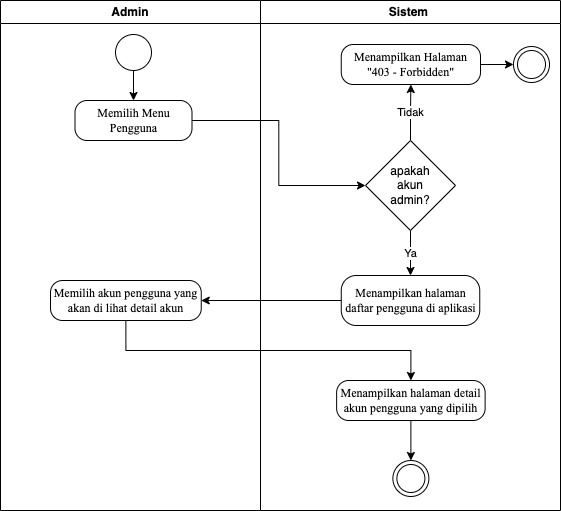 Admin
Sistem
Menampilkan Halaman
"403 - Forbidden"
Memilih Menu
Pengguna
Tidak
apakah
akun
admin?
Ya
Memilih akun pengguna yang
akan di lihat detail akun
Menampilkan halaman
daftar pengguna di aplikasi
Menampilkan halaman detail
akun pengguna yang dipilih